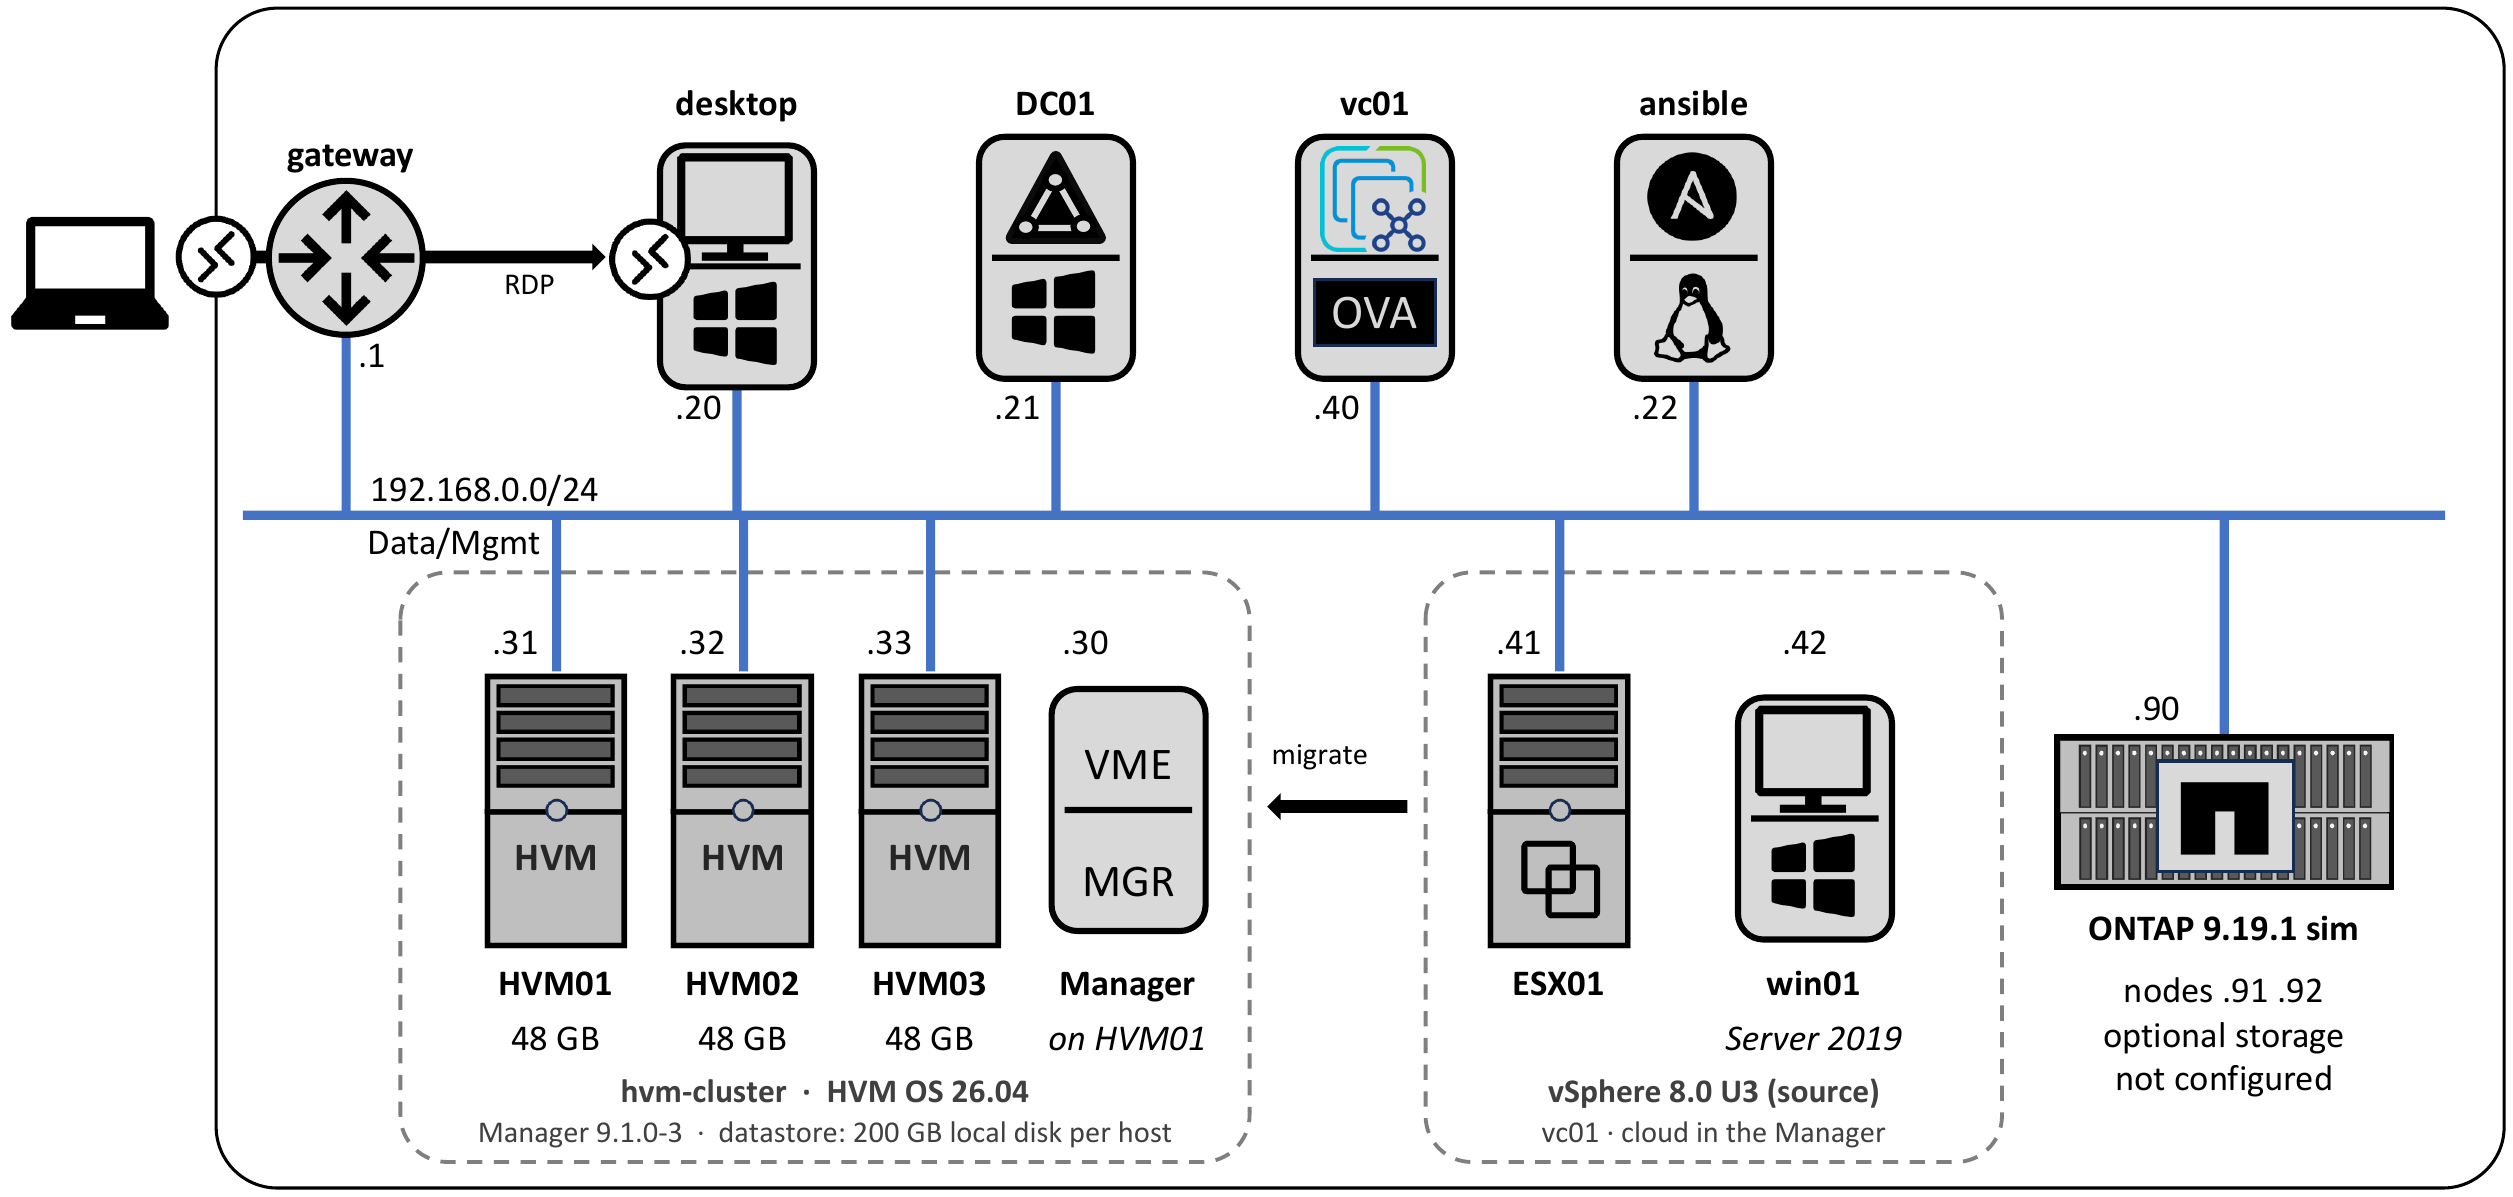 desktop
DC01
vc01
ansible
gateway
RDP
OVA
.1
.20
.21
.40
.22
192.168.0.0/24
Data/Mgmt
.31
.32
.33
.30
.41
.42
.90
VME
MGR
migrate
HVM
HVM
HVM
HVM01
HVM02
HVM03
Manager
ESX01
win01
ONTAP 9.19.1 sim
48 GB
48 GB
48 GB
on HVM01
Server 2019
nodes .91 .92
optional storage
not configured
hvm-cluster · HVM OS 26.04
Manager 9.1.0-3 · datastore: 200 GB local disk per host
vSphere 8.0 U3 (source)
vc01 · cloud in the Manager